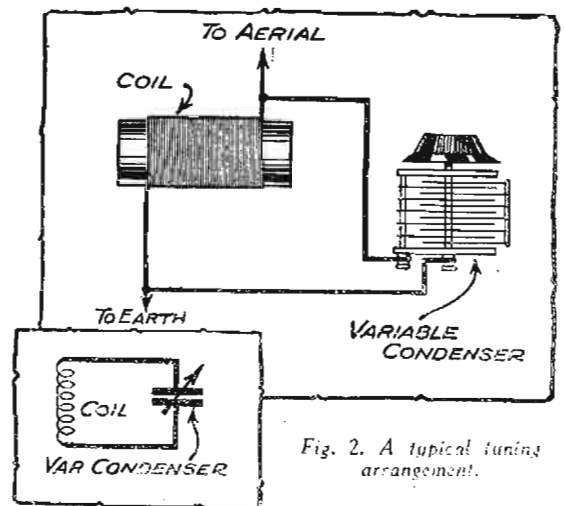 TO AERIAL
COIL
TO EARTH
VARIABLE
CONDENSER
COIL
VAR CONDENSER
Fig. 2. A typical tuning
arrangement.